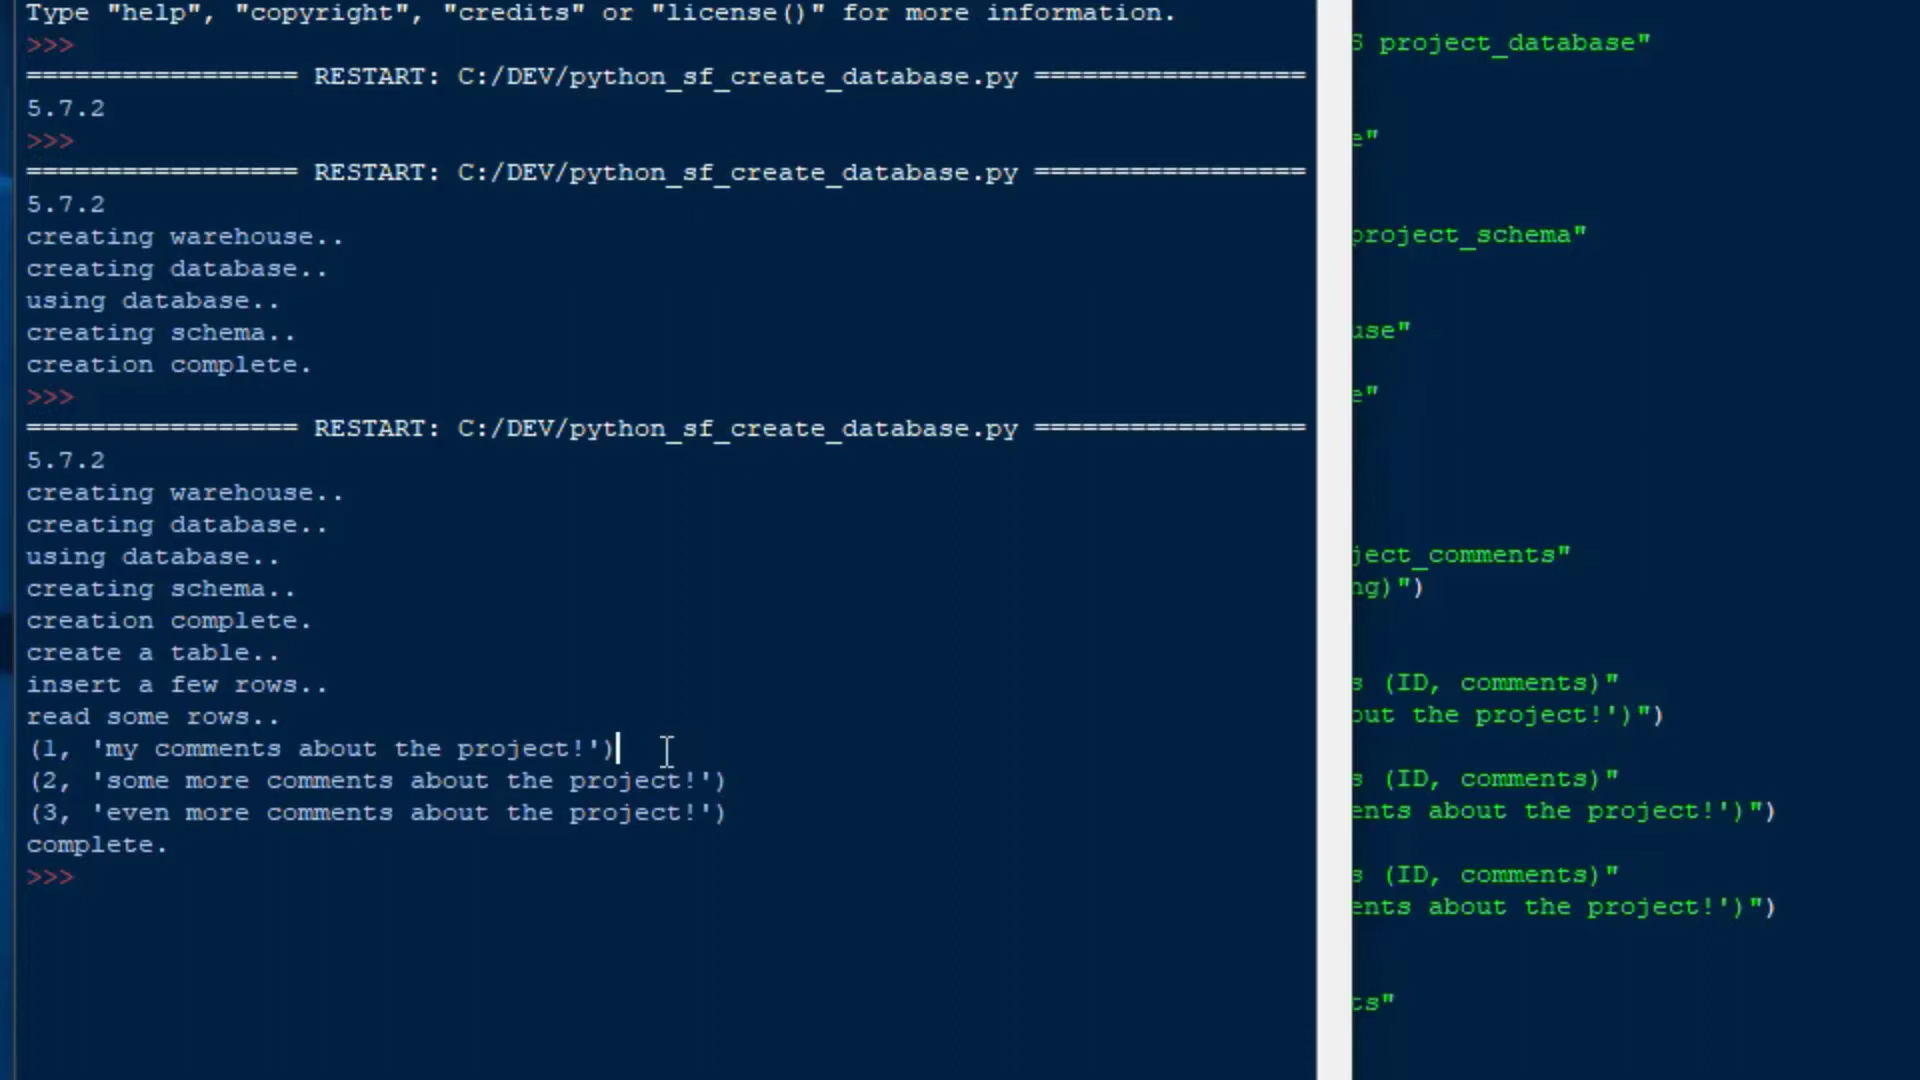 Type "help", "copyright", "credits" or "license()" for more information.
>>>
================= RESTART: C:/DEV/python_sf_create_database.py =================
5.7.2
>>>
================= RESTART: C:/DEV/python_sf_create_database.py =================
5.7.2
creating warehouse..
creating database..
using database..
creating schema..
creation complete.
>>>
================= RESTART: C:/DEV/python_sf_create_database.py =================
5.7.2
creating warehouse..
creating database..
using database..
creating schema..
creation complete.
create a table..
insert a few rows..
read some rows..
(1, 'my comments about the project!')
(2, 'some more comments about the project!')
(3, 'even more comments about the project!')
complete.
>>>
S project_database"
e"
project_schema"
use"
e"
ject_comments"
ng)")
s (ID, comments)"
out the project!')")
s (ID, comments)"
ents about the project!')")
s (ID, comments)"
ents about the project!')")
ts"